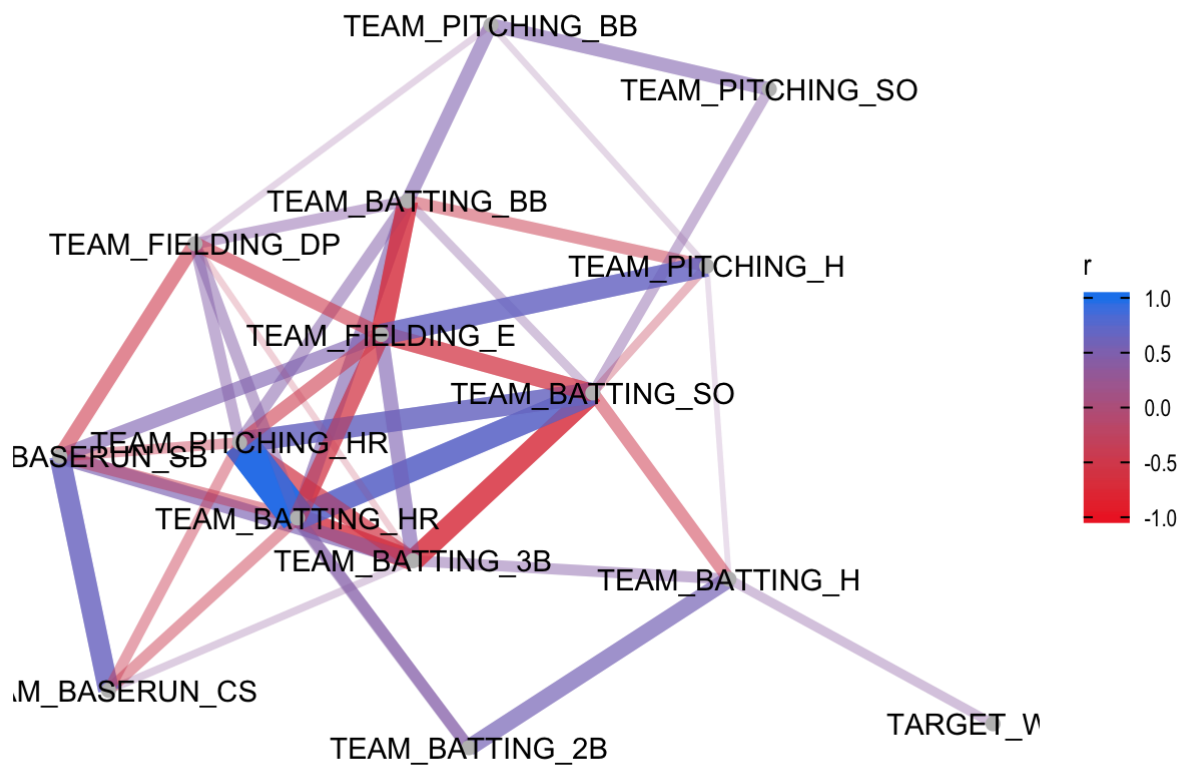 TEAM_PITCHING_BB
TEAM_PITCHING_SO
TEAM_BATTING_BB
TEAM_FIELDING_DP
TEAM_PITCHING_H
r
1.0
0.5
0.0
-0.5
-1.0
TEAM_FIELDING_E
TEAM_BATTING_SO
TEAM_PITCHING_HR
BASERUN_SB
TEAM_BATTING_HR
TEAM_BATTING_3B
TEAM_BATTING_H
AM_BASERUN_CS
TARGET_W
TEAM_BATTING_2B